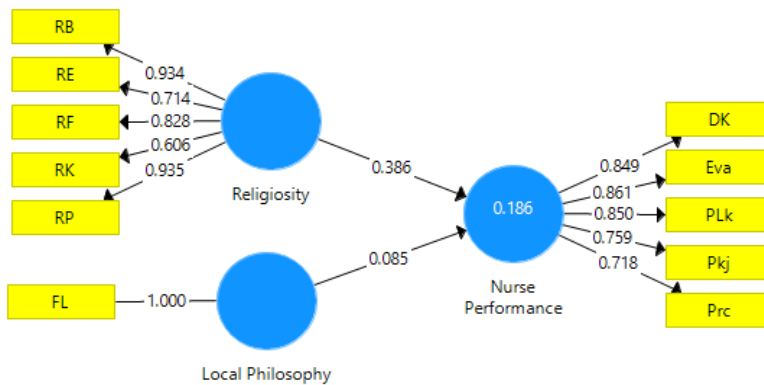 RB
RE
RF
RK
RP
0.934
0.714
0.828
0.606
0.935
Religiosity
0.386
FL
1.000
Local Philosophy
0.085
0.186
Nurse
Performance
0.849
0.861
0.850
0.759
0.718
DK
Eva
PLk
Pkj
Prc